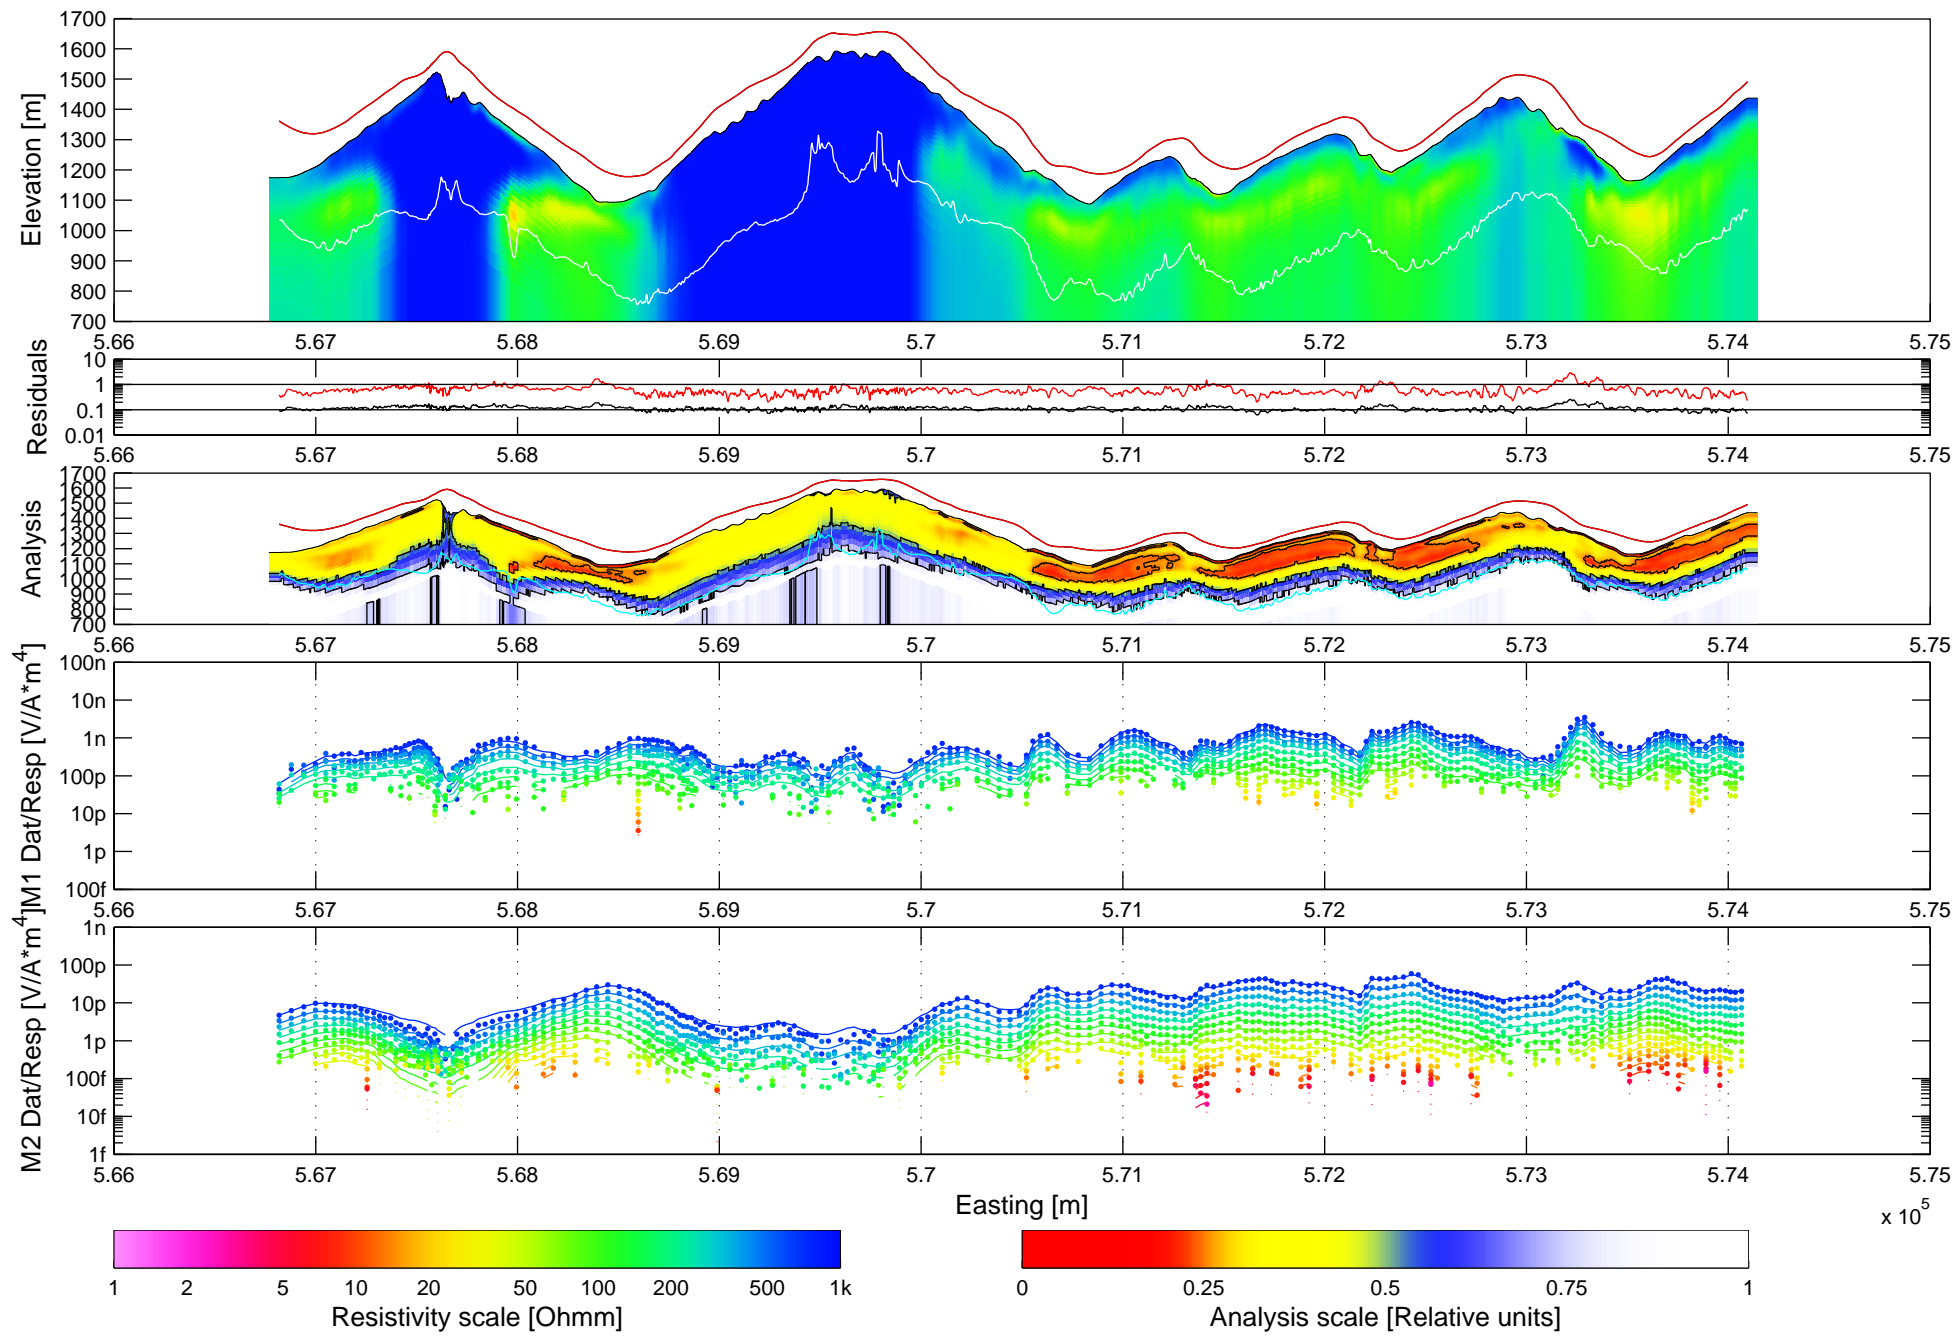 1700
1600
1500
1400
1300
1200
1100
1000
900
800
700
Elevation [m]
5.66 5.67 5.68 5.69 5.7 5.71 5.72 5.73 5.74 5.75
10
1
0.1
0.01
Residuals
5.66 5.67 5.68 5.69 5.7 5.71 5.72 5.73 5.74 5.75
1700
1600
1500
1400
1300
1200
1100
1000
900
800
700
Analysis
5.66 5.67 5.68 5.69 5.7 5.71 5.72 5.73 5.74 5.75
100n
10n
1n
100p
10p
1p
100f
M1 Dat/Resp [V/A*m^4]
5.66 5.67 5.68 5.69 5.7 5.71 5.72 5.73 5.74 5.75
1n
100p
10p
1p
100f
10f
1f
M2 Dat/Resp [V/A*m^4]
5.66 5.67 5.68 5.69 5.7 5.71 5.72 5.73 5.74 5.75
Easting [m]
x 10^5
1 2 5 10 20 50 100 200 500 1k
Resistivity scale [Ohmm]
0 0.25 0.5 0.75 1
Analysis scale [Relative units]